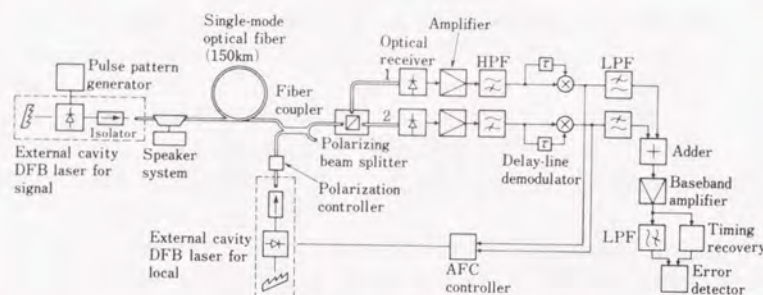 Single-mode
optical fiber
(150km)
Amplifier
Optical
receiver
HPF
LPF
Pulse pattern
generator
Fiber
coupler
1
τ
2
Isolator
External cavity
DFB laser for
signal
Speaker
system
Polarizing
beam splitter
τ
Delay-line
demodulator
Adder
Polarization
controller
Baseband
amplifier
External cavity
DFB laser for
local
LPF
Timing
recovery
AFC
controller
Error
detector